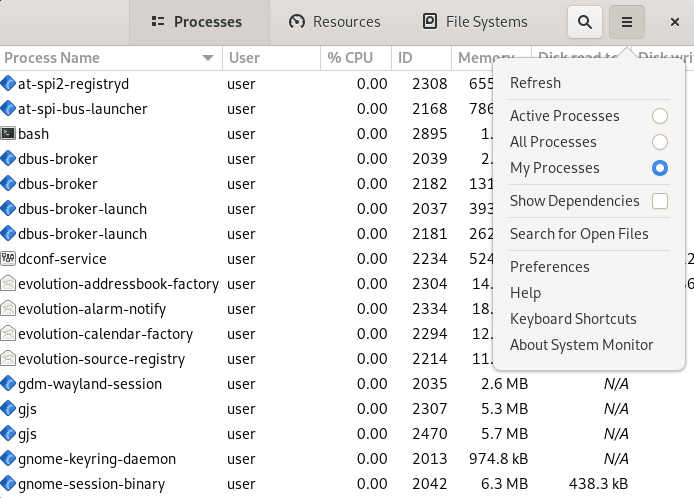 Processes Resources File Systems
Process Name User % CPU ID Memory Disk read
at-spi2-registryd user 0.00 2308
at-spi-bus-launcher user 0.00 2168
bash user 0.00 2895
dbus-broker user 0.00 2039
dbus-broker user 0.00 2182
dbus-broker-launch user 0.00 2037
dbus-broker-launch user 0.00 2181
dconf-service user 0.00 2234
evolution-addressbook-factory user 0.00 2304
evolution-alarm-notify user 0.00 2334
evolution-calendar-factory user 0.00 2294
evolution-source-registry user 0.00 2214
gdm-wayland-session user 0.00 2035 2.6 MB N/A
gjs user 0.00 2307 5.3 MB N/A
gjs user 0.00 2470 5.7 MB N/A
gnome-keyring-daemon user 0.00 2013 974.8 kB N/A
gnome-session-binary user 0.00 2042 6.3 MB 438.3 kB
Refresh
Active Processes
All Processes
My Processes
Show Dependencies
Search for Open Files
Preferences
Help
Keyboard Shortcuts
About System Monitor